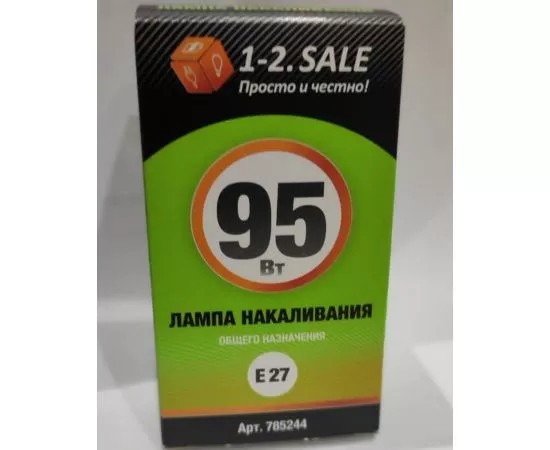 1-2. SALE
Просто и честно!
95
Вт
ЛАМПА НАКАЛИВАНИЯ
ОБЩЕГО НАЗНАЧЕНИЯ
E 27
Арт. 785244